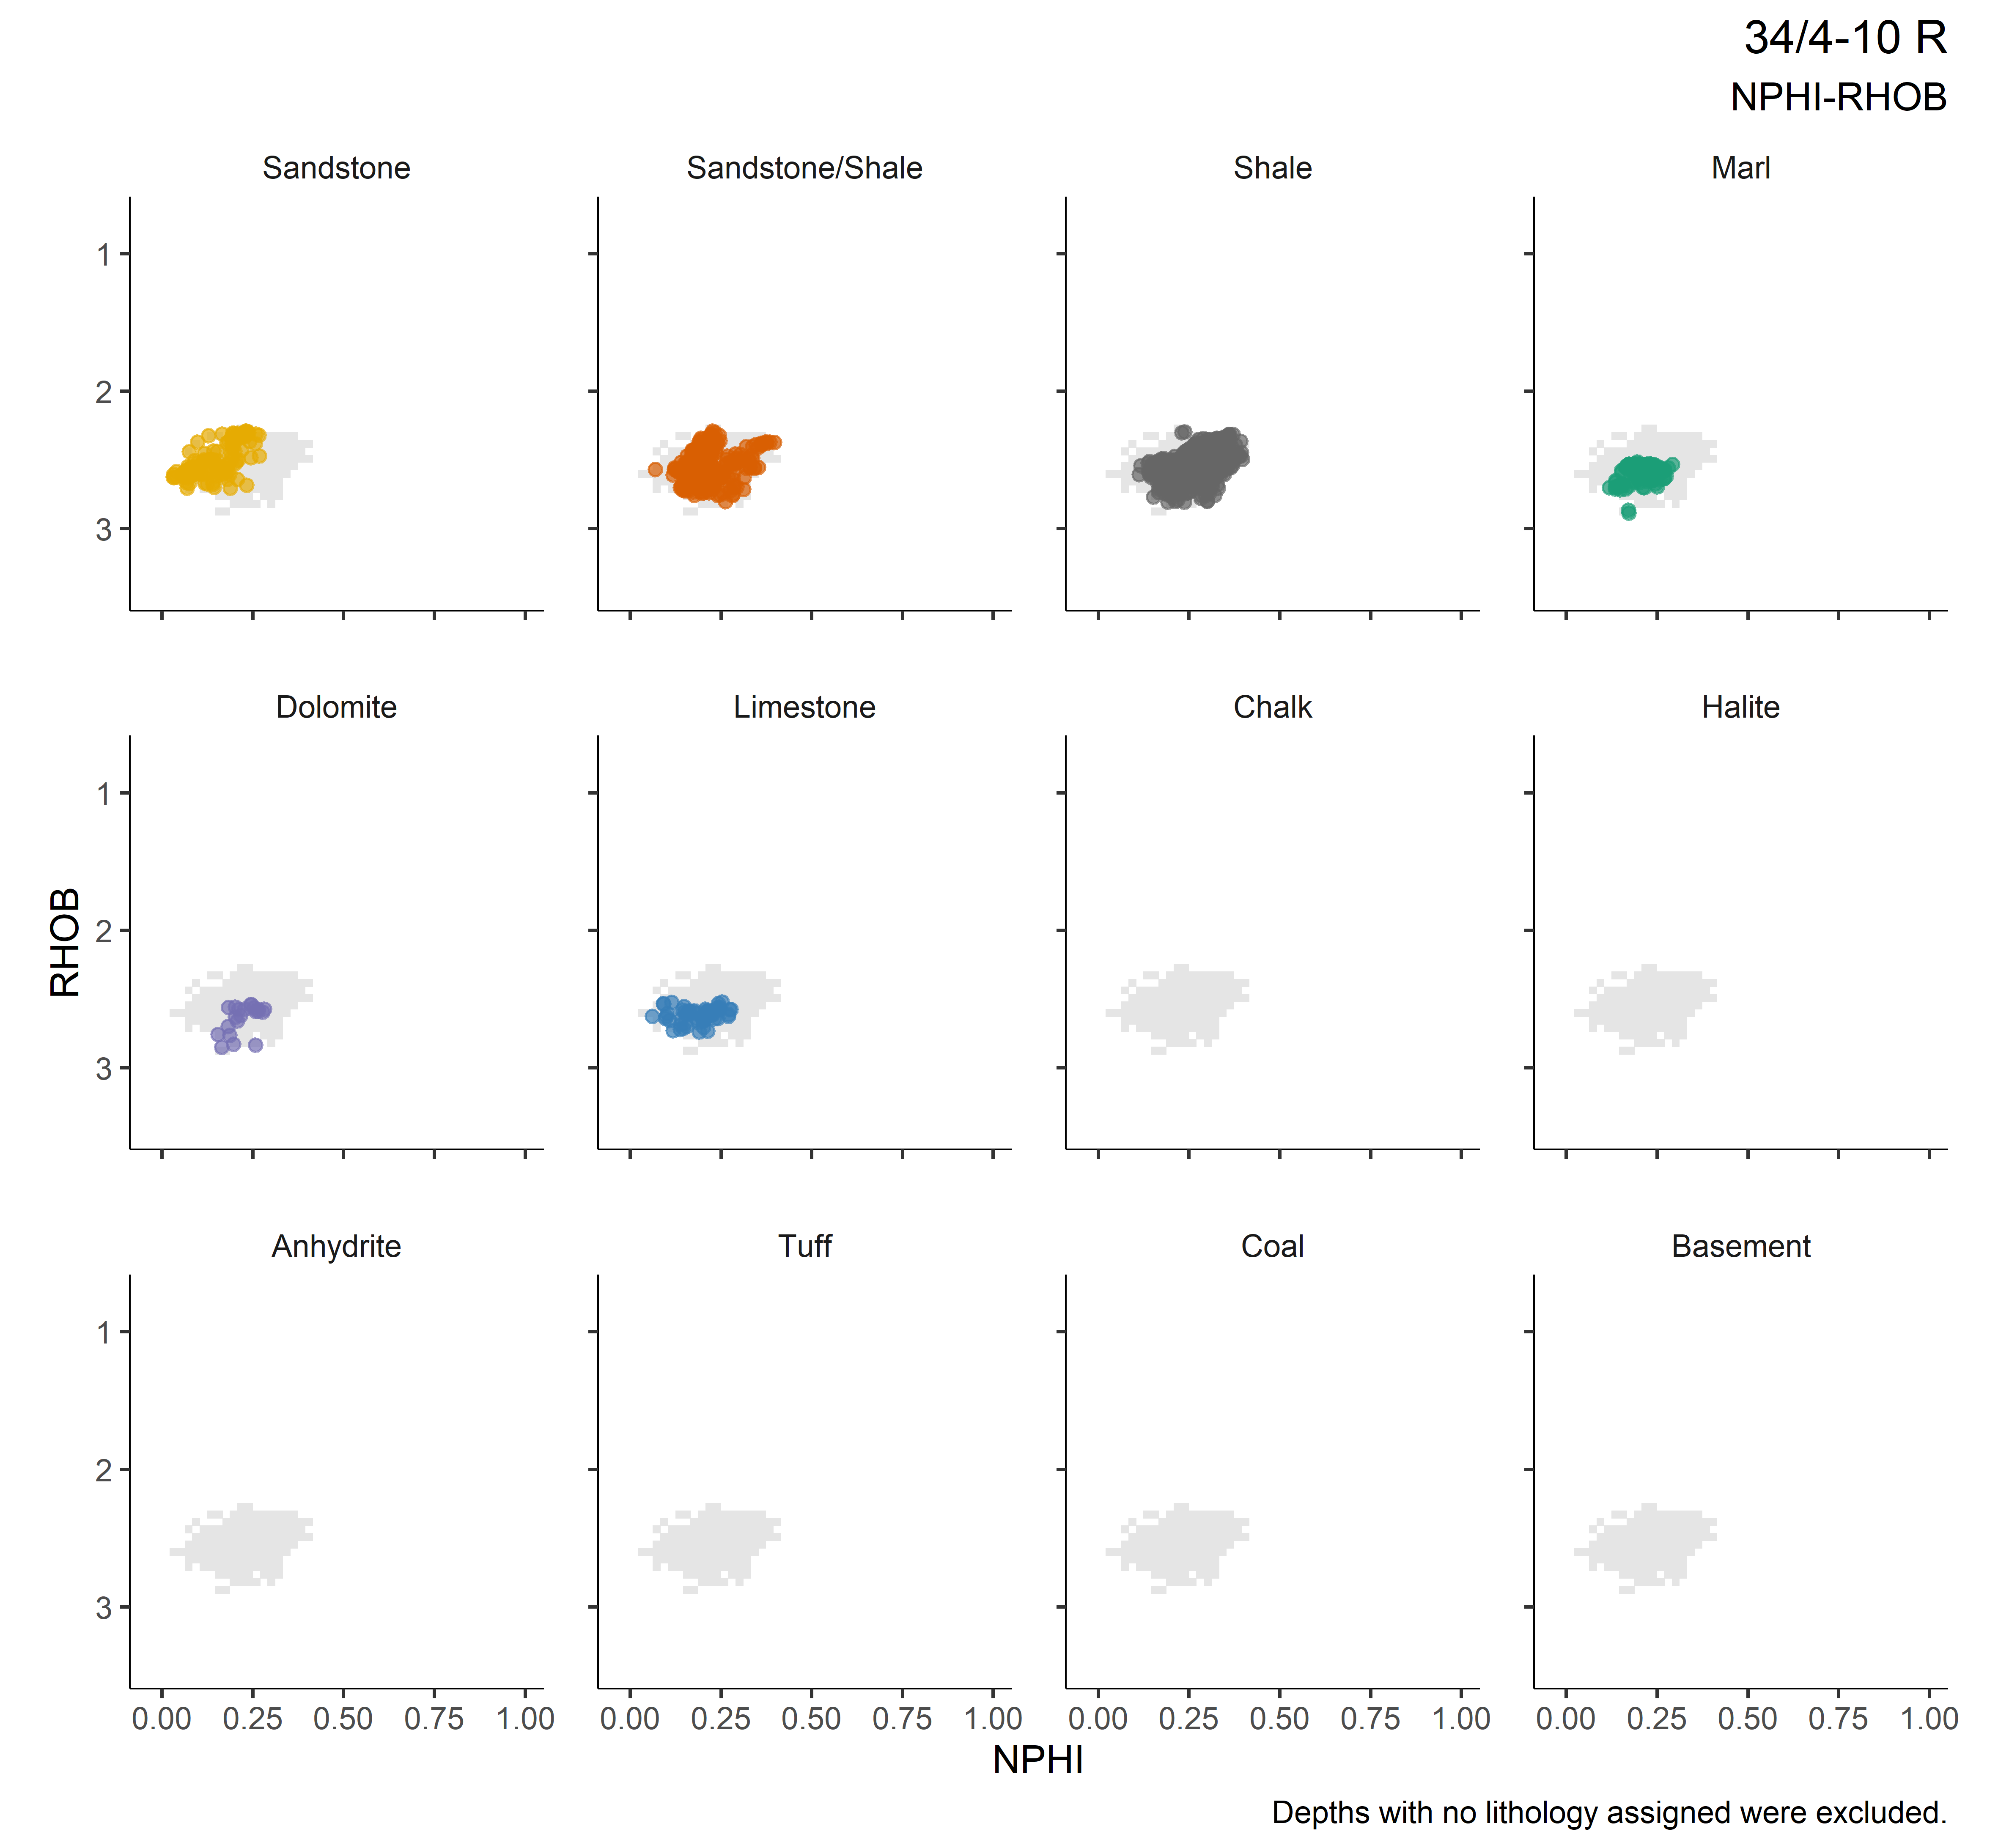 34/4-10 R
NPHI-RHOB
Sandstone Sandstone/Shale Shale Marl
1
2
3
Dolomite Limestone Chalk Halite
RHOB
1
2
3
Anhydrite Tuff Coal Basement
1
2
3
0.00 0.25 0.50 0.75 1.00 0.00 0.25 0.50 0.75 1.00 0.00 0.25 0.50 0.75 1.00 0.00 0.25 0.50 0.75 1.00
NPHI
Depths with no lithology assigned were excluded.